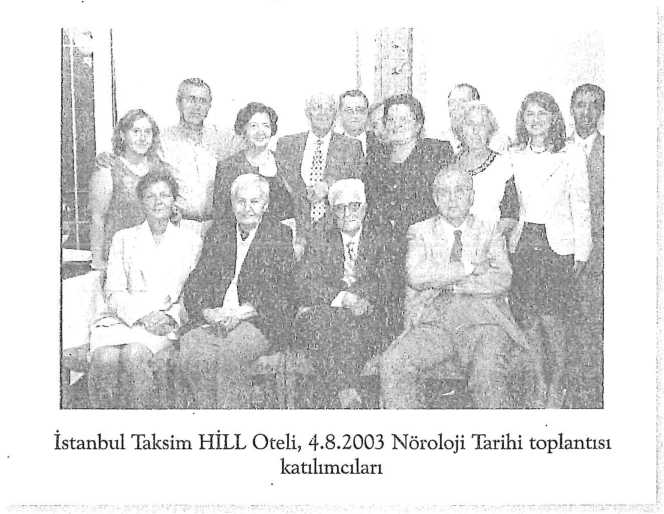 İstanbul Taksim HİLL Oteli, 4.8.2003 Nöroloji Tarihi toplantısı
katılımcıları